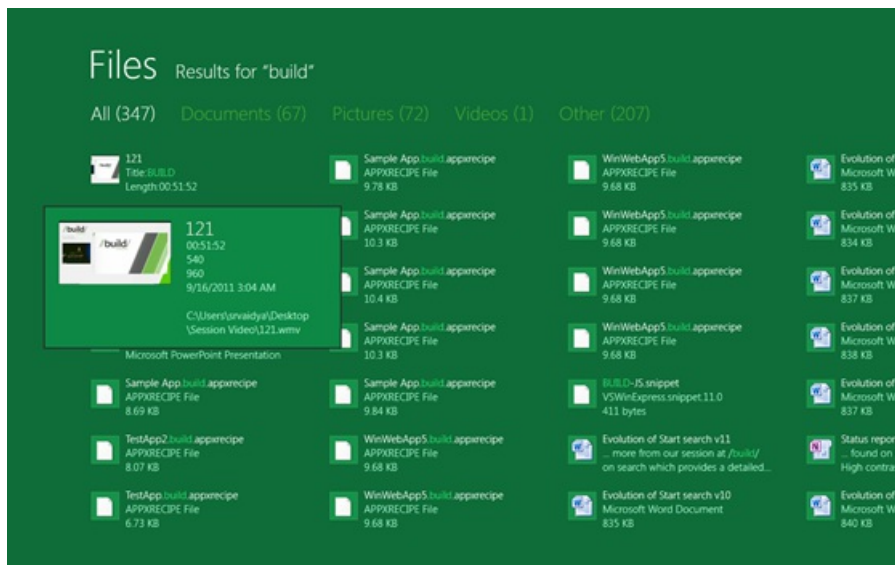 Files Results for "build"
All (347) Documents (67) Pictures (72) Videos (1) Other (207)
121
Title:BUILD
Length:00:51:52
/build/
/build/
121
00:51:52
540
960
9/16/2011 3:04 AM
C:\Users\srvaidya\Desktop
\Session Video\121.wmv
Microsoft PowerPoint Presentation
Sample App.build.appxrecipe
APPXRECIPE File
8.69 KB
TestApp2.build.appxrecipe
APPXRECIPE File
8.07 KB
TestApp.build.appxrecipe
APPXRECIPE File
6.73 KB
Sample App.build.appxrecipe
APPXRECIPE File
9.78 KB
Sample App.build.appxrecipe
APPXRECIPE File
10.3 KB
Sample App.build.appxrecipe
APPXRECIPE File
10.4 KB
Sample App.build.appxrecipe
APPXRECIPE File
10.3 KB
Sample App.build.appxrecipe
APPXRECIPE File
9.84 KB
WinWebApp5.build.appxrecipe
APPXRECIPE File
9.68 KB
WinWebApp5.build.appxrecipe
APPXRECIPE File
9.68 KB
WinWebApp5.build.appxrecipe
APPXRECIPE File
9.68 KB
WinWebApp5.build.appxrecipe
APPXRECIPE File
9.68 KB
WinWebApp5.build.appxrecipe
APPXRECIPE File
9.68 KB
WinWebApp5.build.appxrecipe
APPXRECIPE File
9.68 KB
BUILD-JS.snippet
VSWinExpress.snippet.11.0
411 bytes
Evolution of Start search v11
... more from our session at /build/
on search which provides a detailed...
Evolution of Start search v10
Microsoft Word Document
835 KB
Evolution of
Microsoft W
835 KB
Evolution of
Microsoft W
834 KB
Evolution of
Microsoft W
837 KB
Evolution of
Microsoft W
838 KB
Evolution of
Microsoft W
837 KB
Status repor
... found on
High contra
Evolution of
Microsoft W
840 KB